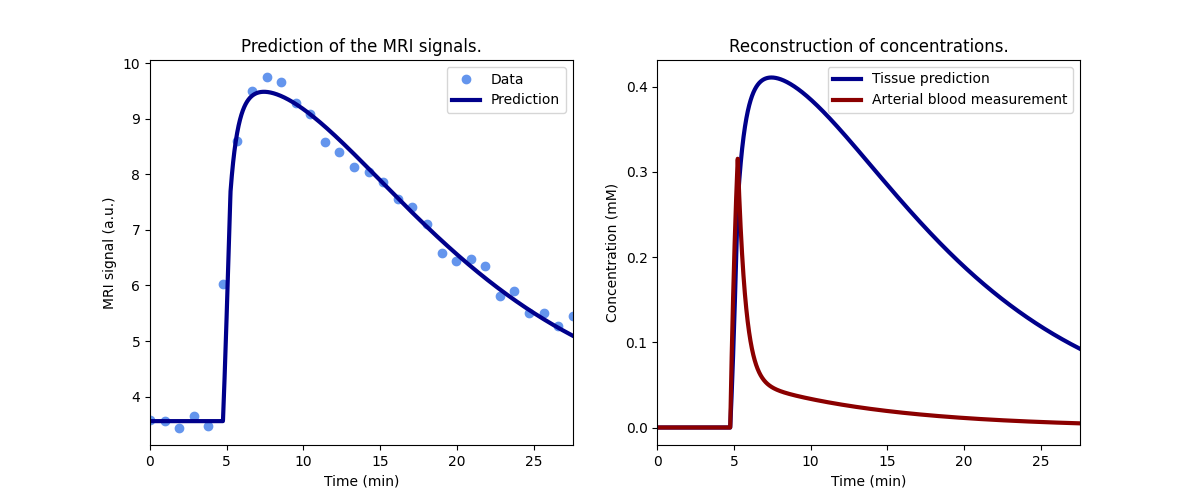 Prediction of the MRI signals.
MRI signal (a.u.)
10
9
8
7
6
5
4
0
5
10
15
20
25
Time (min)
Data
Prediction
Reconstruction of concentrations.
Concentration (mM)
0.4
0.3
0.2
0.1
0.0
0
5
10
15
20
25
Time (min)
Tissue prediction
Arterial blood measurement